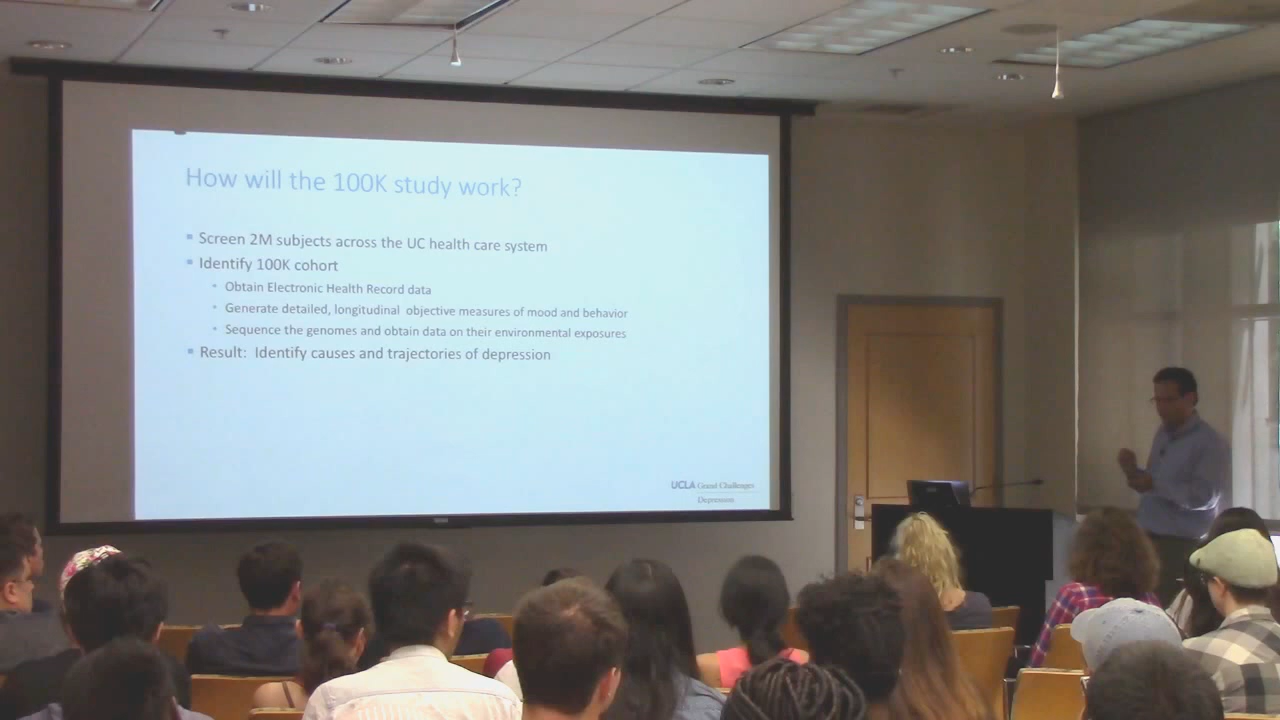 How will the 100K study work?
Screen 2M subjects across the UC health care system
Identify 100K cohort
Obtain Electronic Health Record data
Generate detailed, longitudinal objective measures of mood and behavior
Sequence the genomes and obtain data on their environmental exposures
Result: Identify causes and trajectories of depression
UCLA Grand Challenges
Depression